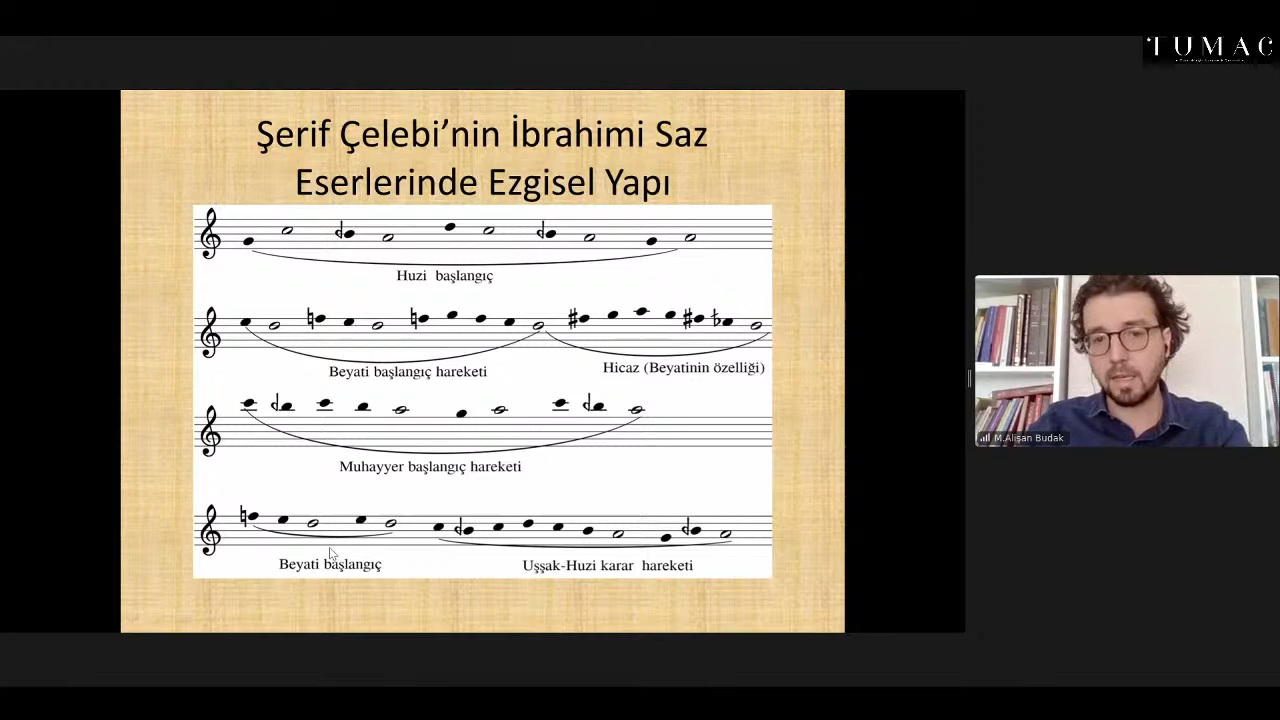 TUMAC
Şerif Çelebi’nin İbrahimi Saz
Eserlerinde Ezgisel Yapı
Huzi başlangıç
Beyati başlangıç hareketi
Hicaz (Beyatinin özelliği)
Muhayyer başlangıç hareketi
Beyati başlangıç
Uşşak-Huzi karar hareketi
M.Alişan Budak